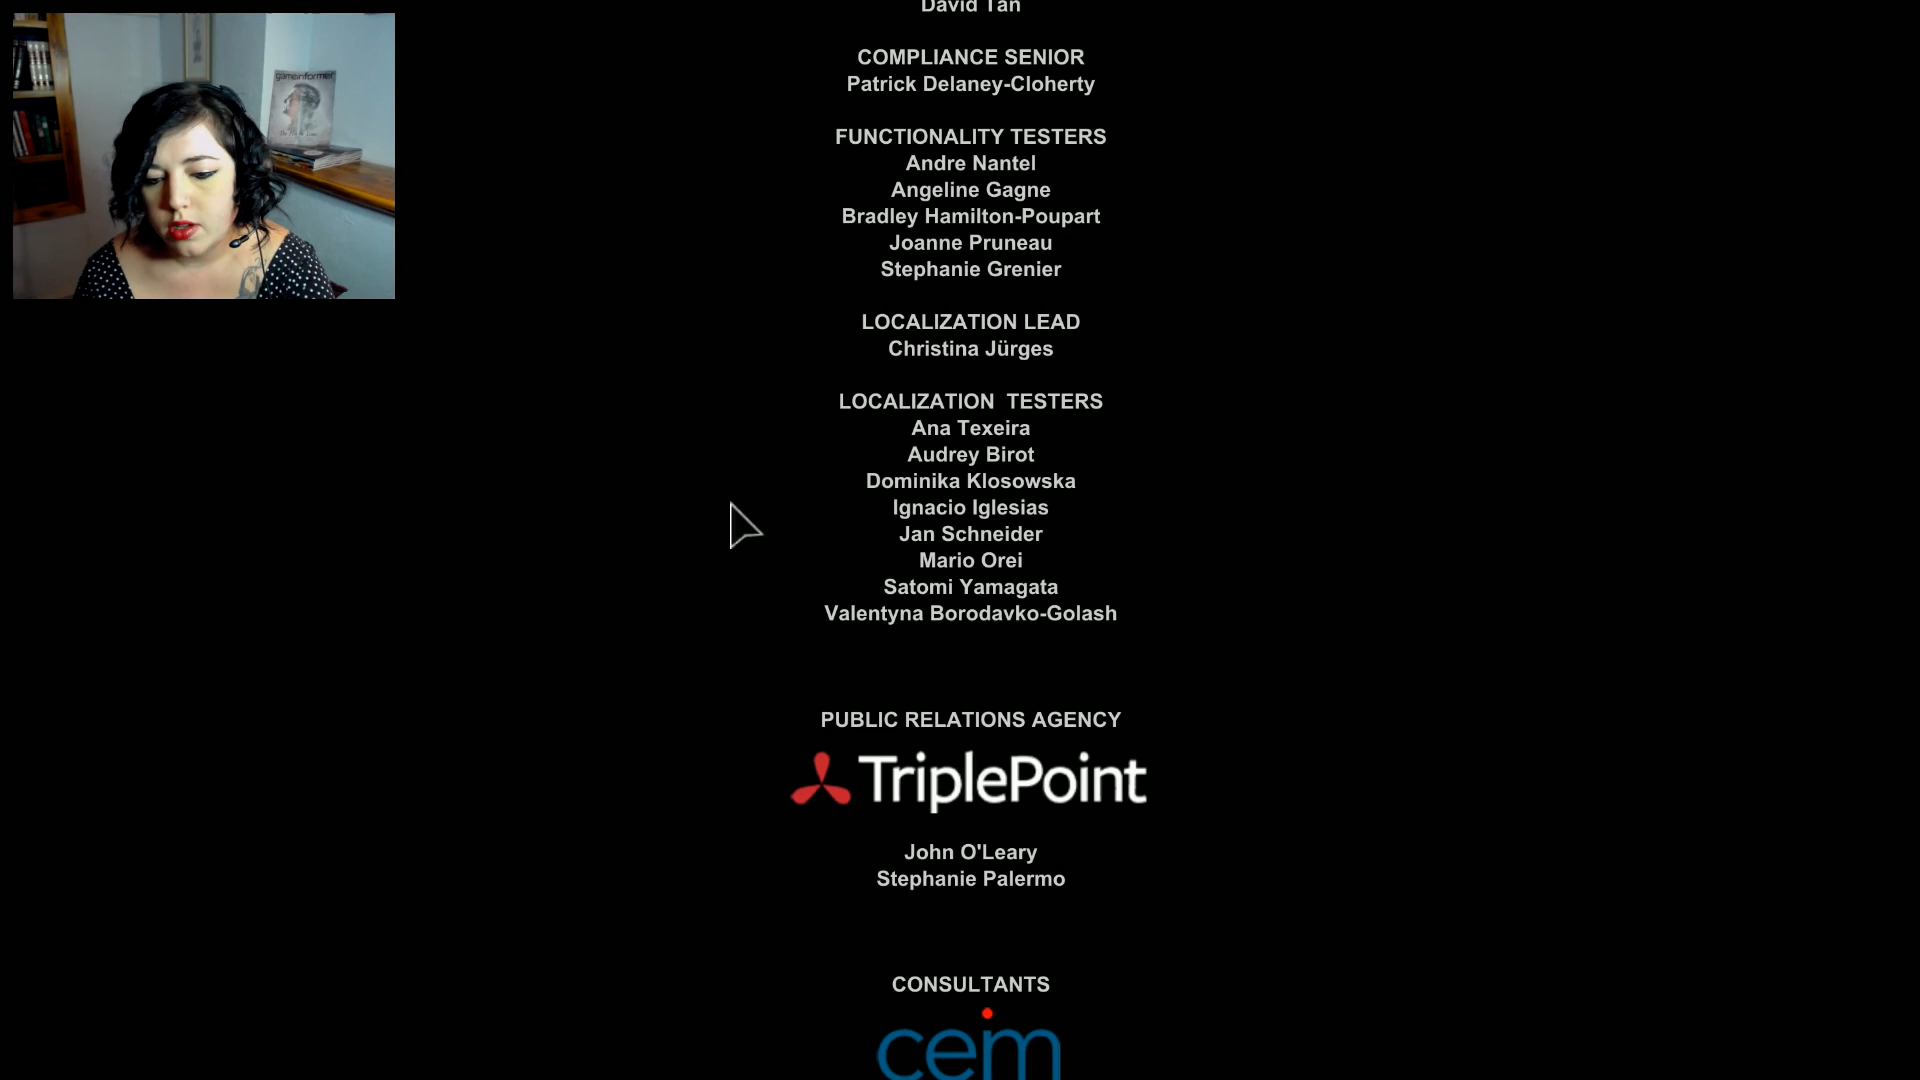 David Tan
COMPLIANCE SENIOR
Patrick Delaney-Cloherty
FUNCTIONALITY TESTERS
Andre Nantel
Angeline Gagne
Bradley Hamilton-Poupart
Joanne Pruneau
Stephanie Grenier
LOCALIZATION LEAD
Christina Jürges
LOCALIZATION TESTERS
Ana Texeira
Audrey Birot
Dominika Klosowska
Ignacio Iglesias
Jan Schneider
Mario Orei
Satomi Yamagata
Valentyna Borodavko-Golash
PUBLIC RELATIONS AGENCY
TriplePoint
John O'Leary
Stephanie Palermo
CONSULTANTS
ceim
gameinformer